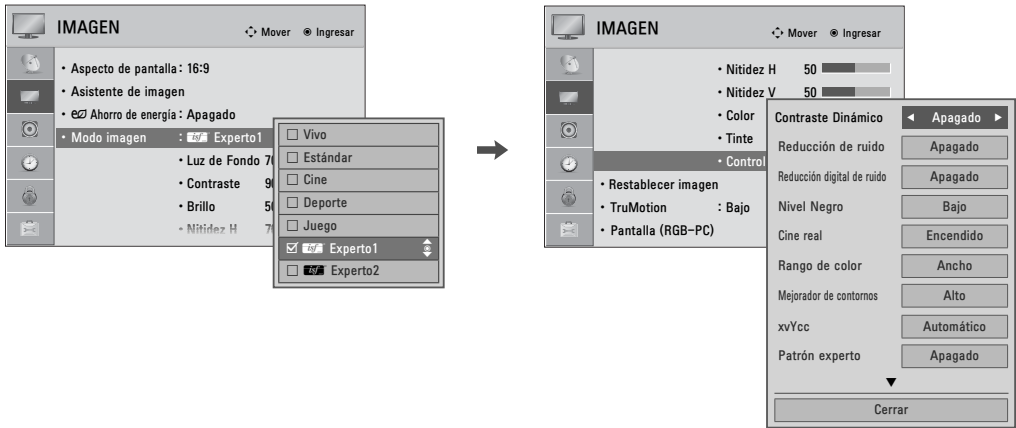 IMAGEN
Mover
Ingresar
• Aspecto de pantalla: 16:9
• Asistente de imagen
• Ahorro de energía: Apagado
• Modo imagen : isf Experto1
• Luz de Fondo
• Contraste
• Brillo
• Nitidez H
Vivo
Estándar
Cine
Deporte
Juego
isf Experto1
isf Experto2
IMAGEN
Mover
Ingresar
• Nitidez H 50
• Nitidez V 50
• Color
• Tinte
• Control
• Restablecer imagen
• TruMotion : Bajo
• Pantalla (RGB-PC)
Contraste Dinámico ◄ Apagado ►
Reducción de ruido Apagado
Reducción digital de ruido Apagado
Nivel Negro Bajo
Cine real Encendido
Rango de color Ancho
Mejorador de contornos Alto
xvYcc Automático
Patrón experto Apagado
▼
Cerrar